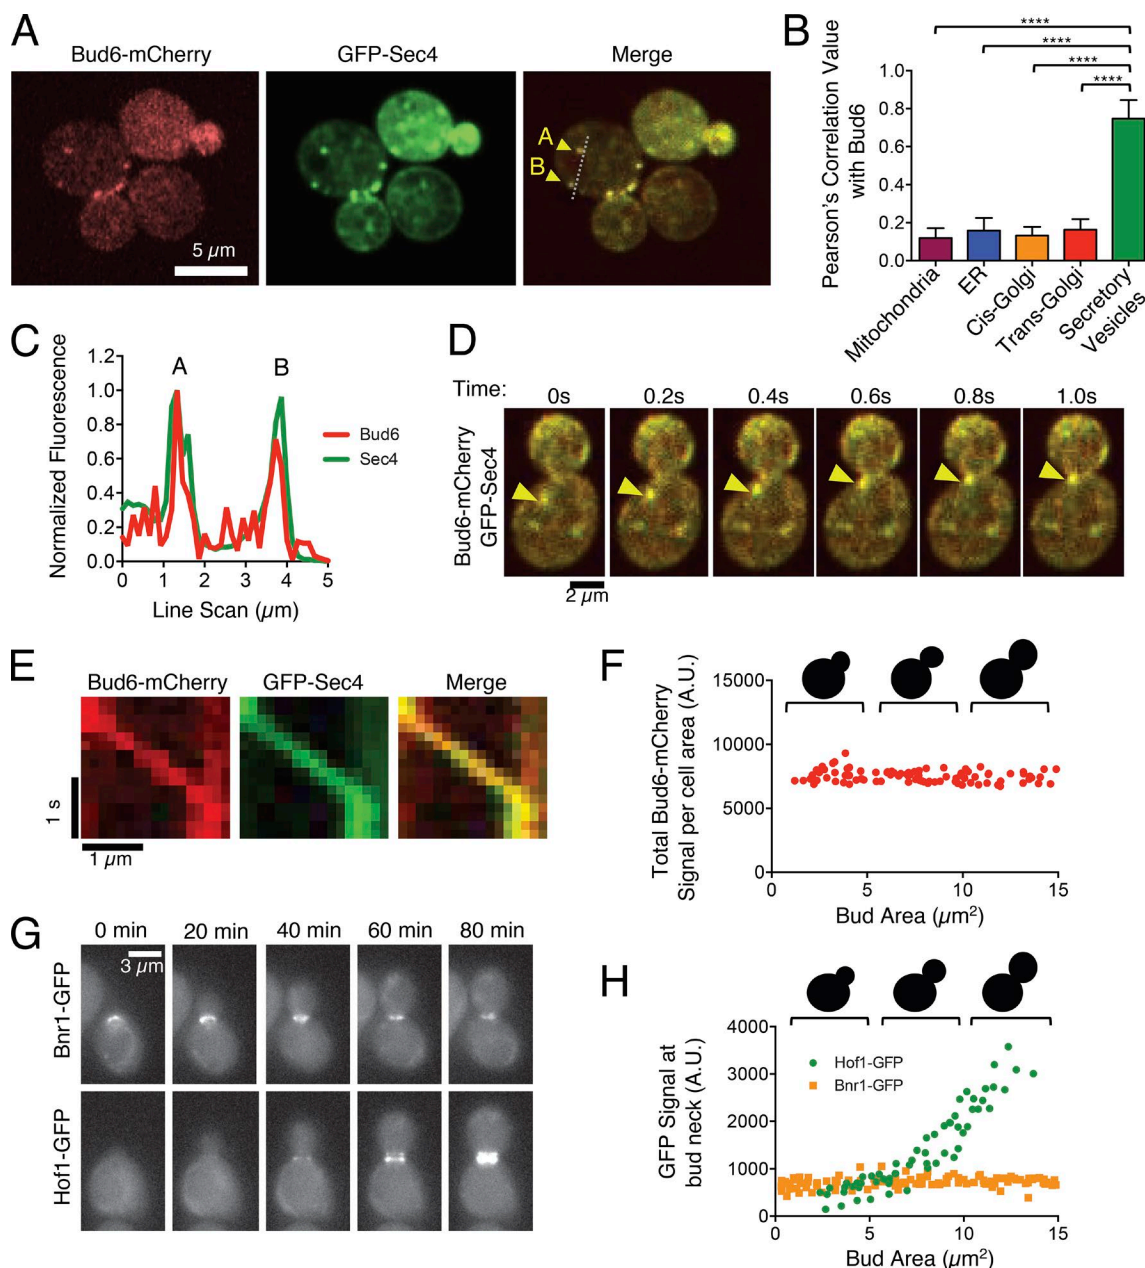 A
Bud6-mCherry
GFP-Sec4
Merge
A
B
5 µm
B
****
****
****
****
Pearson's Correlation Value
with Bud6
1.0
0.8
0.6
0.4
0.2
0.0
Mitochondria
ER
Cis-Golgi
Trans-Golgi
Secretory
Vesicles
C
Normalized Fluorescence
1.2
1.0
0.8
0.6
0.4
0.2
0.0
A
B
Bud6
Sec4
0 1 2 3 4 5
Line Scan (µm)
D
Time:
0s 0.2s 0.4s 0.6s 0.8s 1.0s
Bud6-mCherry
GFP-Sec4
2 µm
E
Bud6-mCherry
GFP-Sec4
Merge
1 s
1 µm
F
Total Bud6-mCherry
Signal per cell area (A.U.)
15000
10000
5000
0
0 5 10 15
Bud Area (µm²)
G
0 min 20 min 40 min 60 min 80 min
3 µm
Bnr1-GFP
Hof1-GFP
H
GFP Signal at
bud neck (A.U.)
4000
3000
2000
1000
0
Hof1-GFP
Bnr1-GFP
0 5 10 15
Bud Area (µm²)